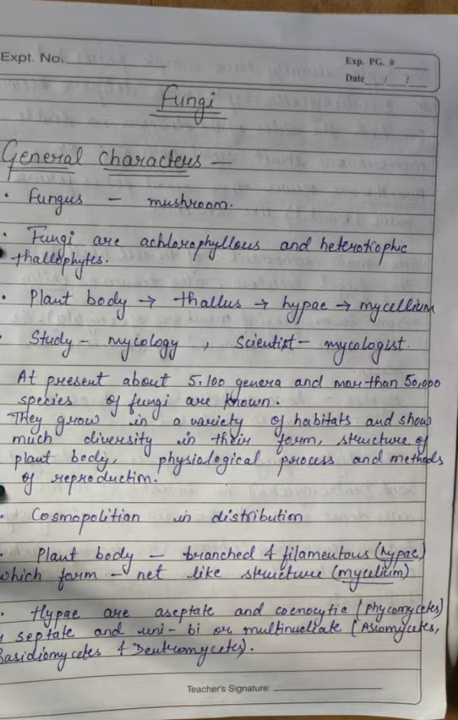 Expt. No.
Exp. PG. #
Date / /
Fungi
General Characters —
• Fungus – mushroom.
• Fungi are achlorophyllous and heterotrophic
thallophytes.
• Plant body → thallus → hypae → mycellium
• Study – mycology , Scientist – mycologist.
At present about 5,100 genera and more than 50,000
species of fungi are known.
They grow in a variety of habitats and show
much diversity in their form, structure of
plant body, physiological process and methods
of reproduction.
• Cosmopolition in distribution
• Plant body – branched & filamentous (hypae)
which form – net like structure (mycelium)
• Hypae are aseptate and coenocytic (Phycomycetes)
septate and uni- bi or multinucleate (Ascomycetes,
Basidiomycetes & Deutromycetes).
Teacher's Signature: